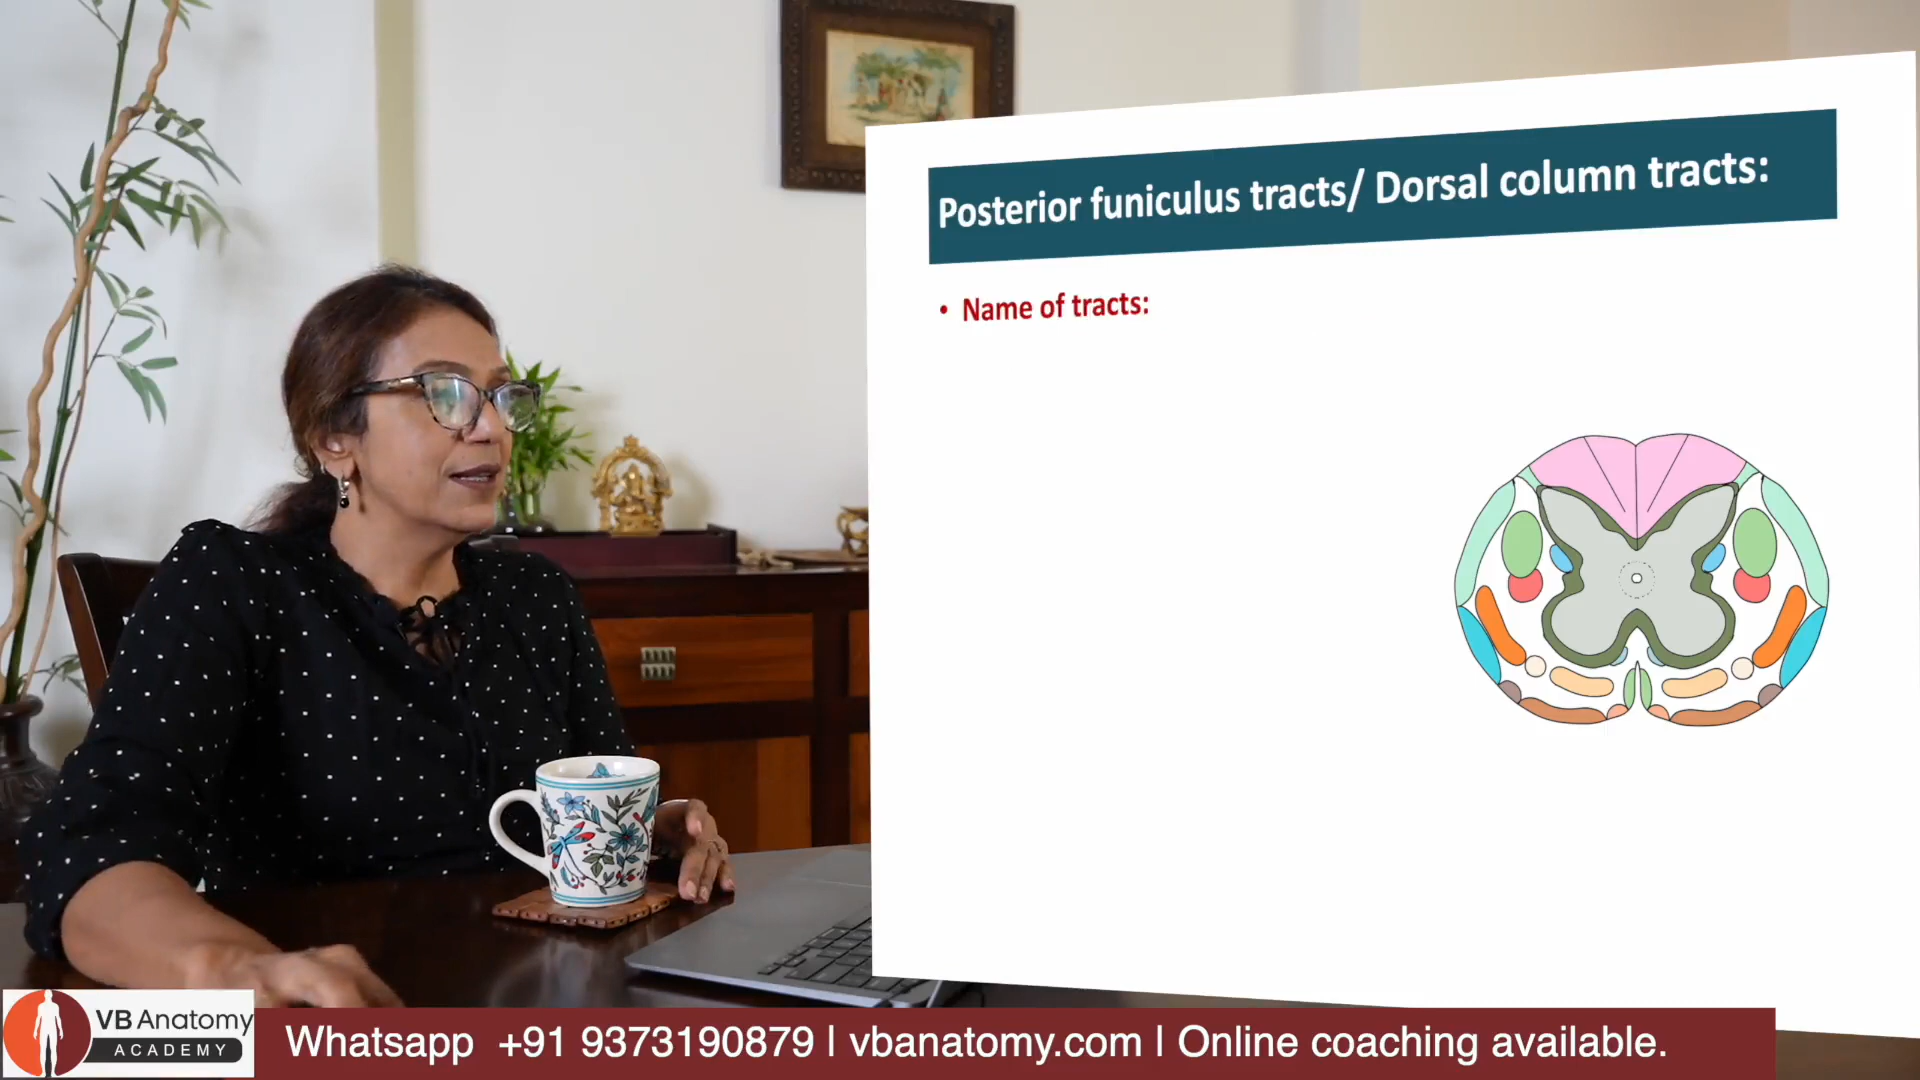 Posterior funiculus tracts/ Dorsal column tracts:
• Name of tracts:
VB Anatomy
ACADEMY
Whatsapp +91 9373190879 | vbanatomy.com | Online coaching available.